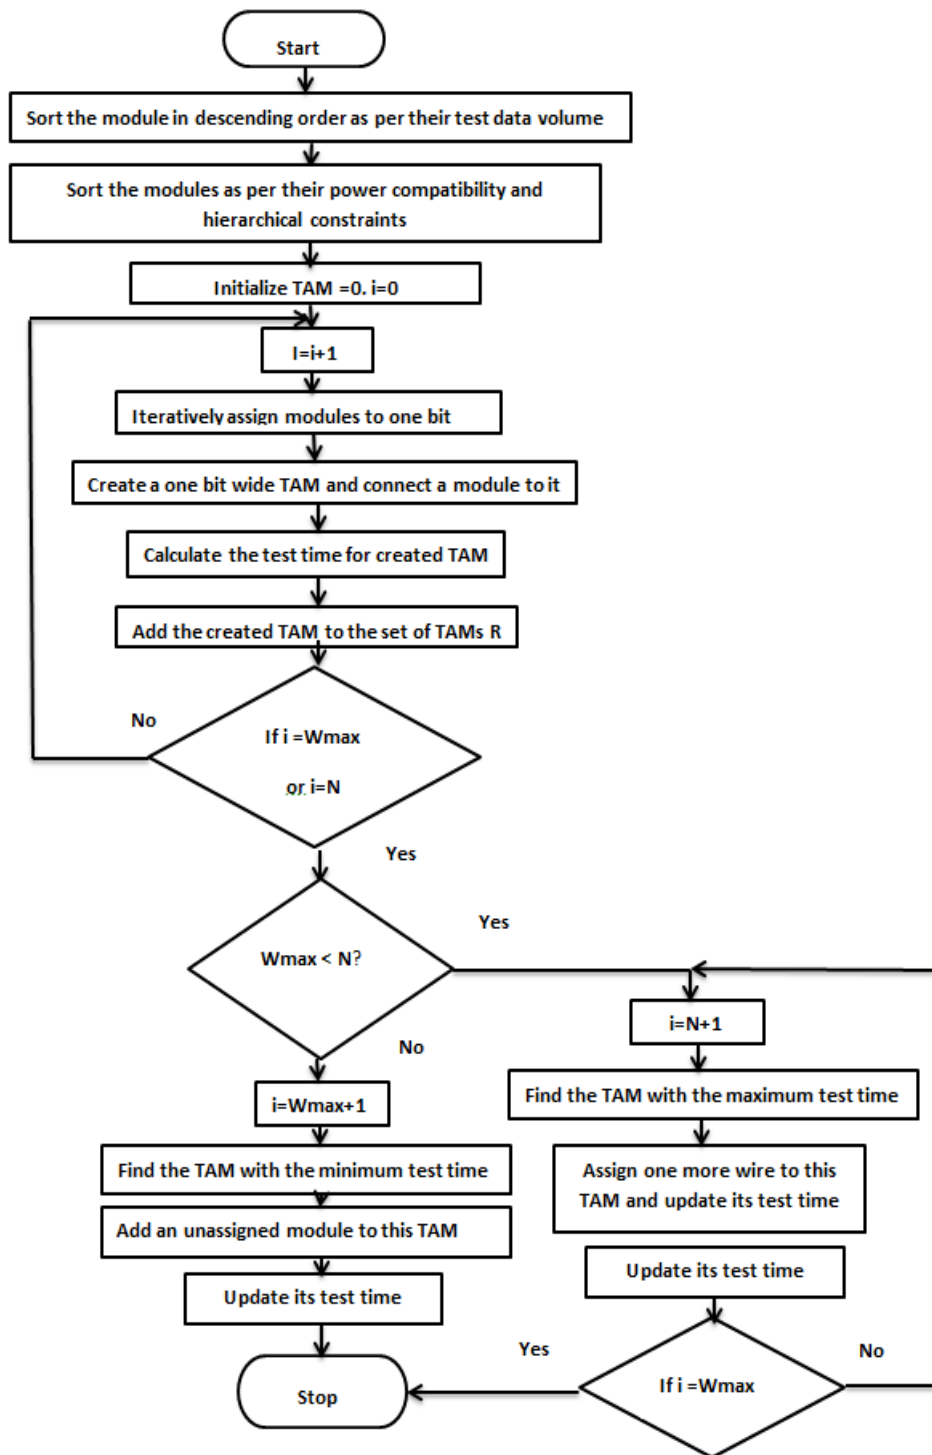 Start
Sort the module in descending order as per their test data volume
Sort the modules as per their power compatibility and
hierarchical constraints
Initialize TAM =0. i=0
I=i+1
Iteratively assign modules to one bit
Create a one bit wide TAM and connect a module to it
Calculate the test time for created TAM
Add the created TAM to the set of TAMs R
No
If i =Wmax
or i=N
Yes
Wmax < N?
Yes
No
i=N+1
i=Wmax+1
Find the TAM with the maximum test time
Find the TAM with the minimum test time
Assign one more wire to this
TAM and update its test time
Add an unassigned module to this TAM
Update its test time
Update its test time
Yes
No
If i =Wmax
Stop